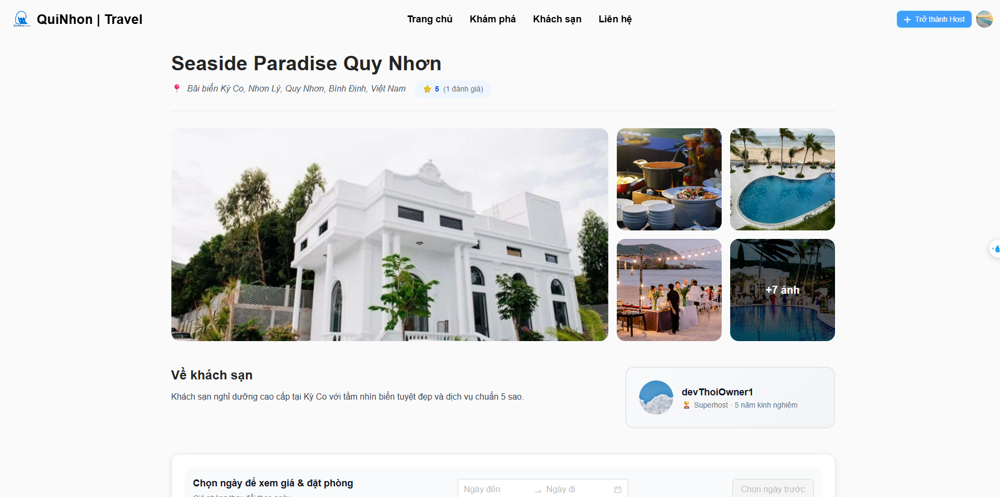 QuiNhon | Travel
Trang chủ
Khám phá
Khách sạn
Liên hệ
Trở thành Host
Seaside Paradise Quy Nhơn
Bãi biển Kỳ Co, Nhơn Lý, Quy Nhơn, Bình Định, Việt Nam
5 (1 đánh giá)
+7 ảnh
Về khách sạn
Khách sạn nghỉ dưỡng cao cấp tại Kỳ Co với tầm nhìn biển tuyệt đẹp và dịch vụ chuẩn 5 sao.
devThoiOwner1
Superhost · 5 năm kinh nghiệm
Chọn ngày để xem giá & đặt phòng
Ngày đến
Ngày đi
Chọn ngày trước